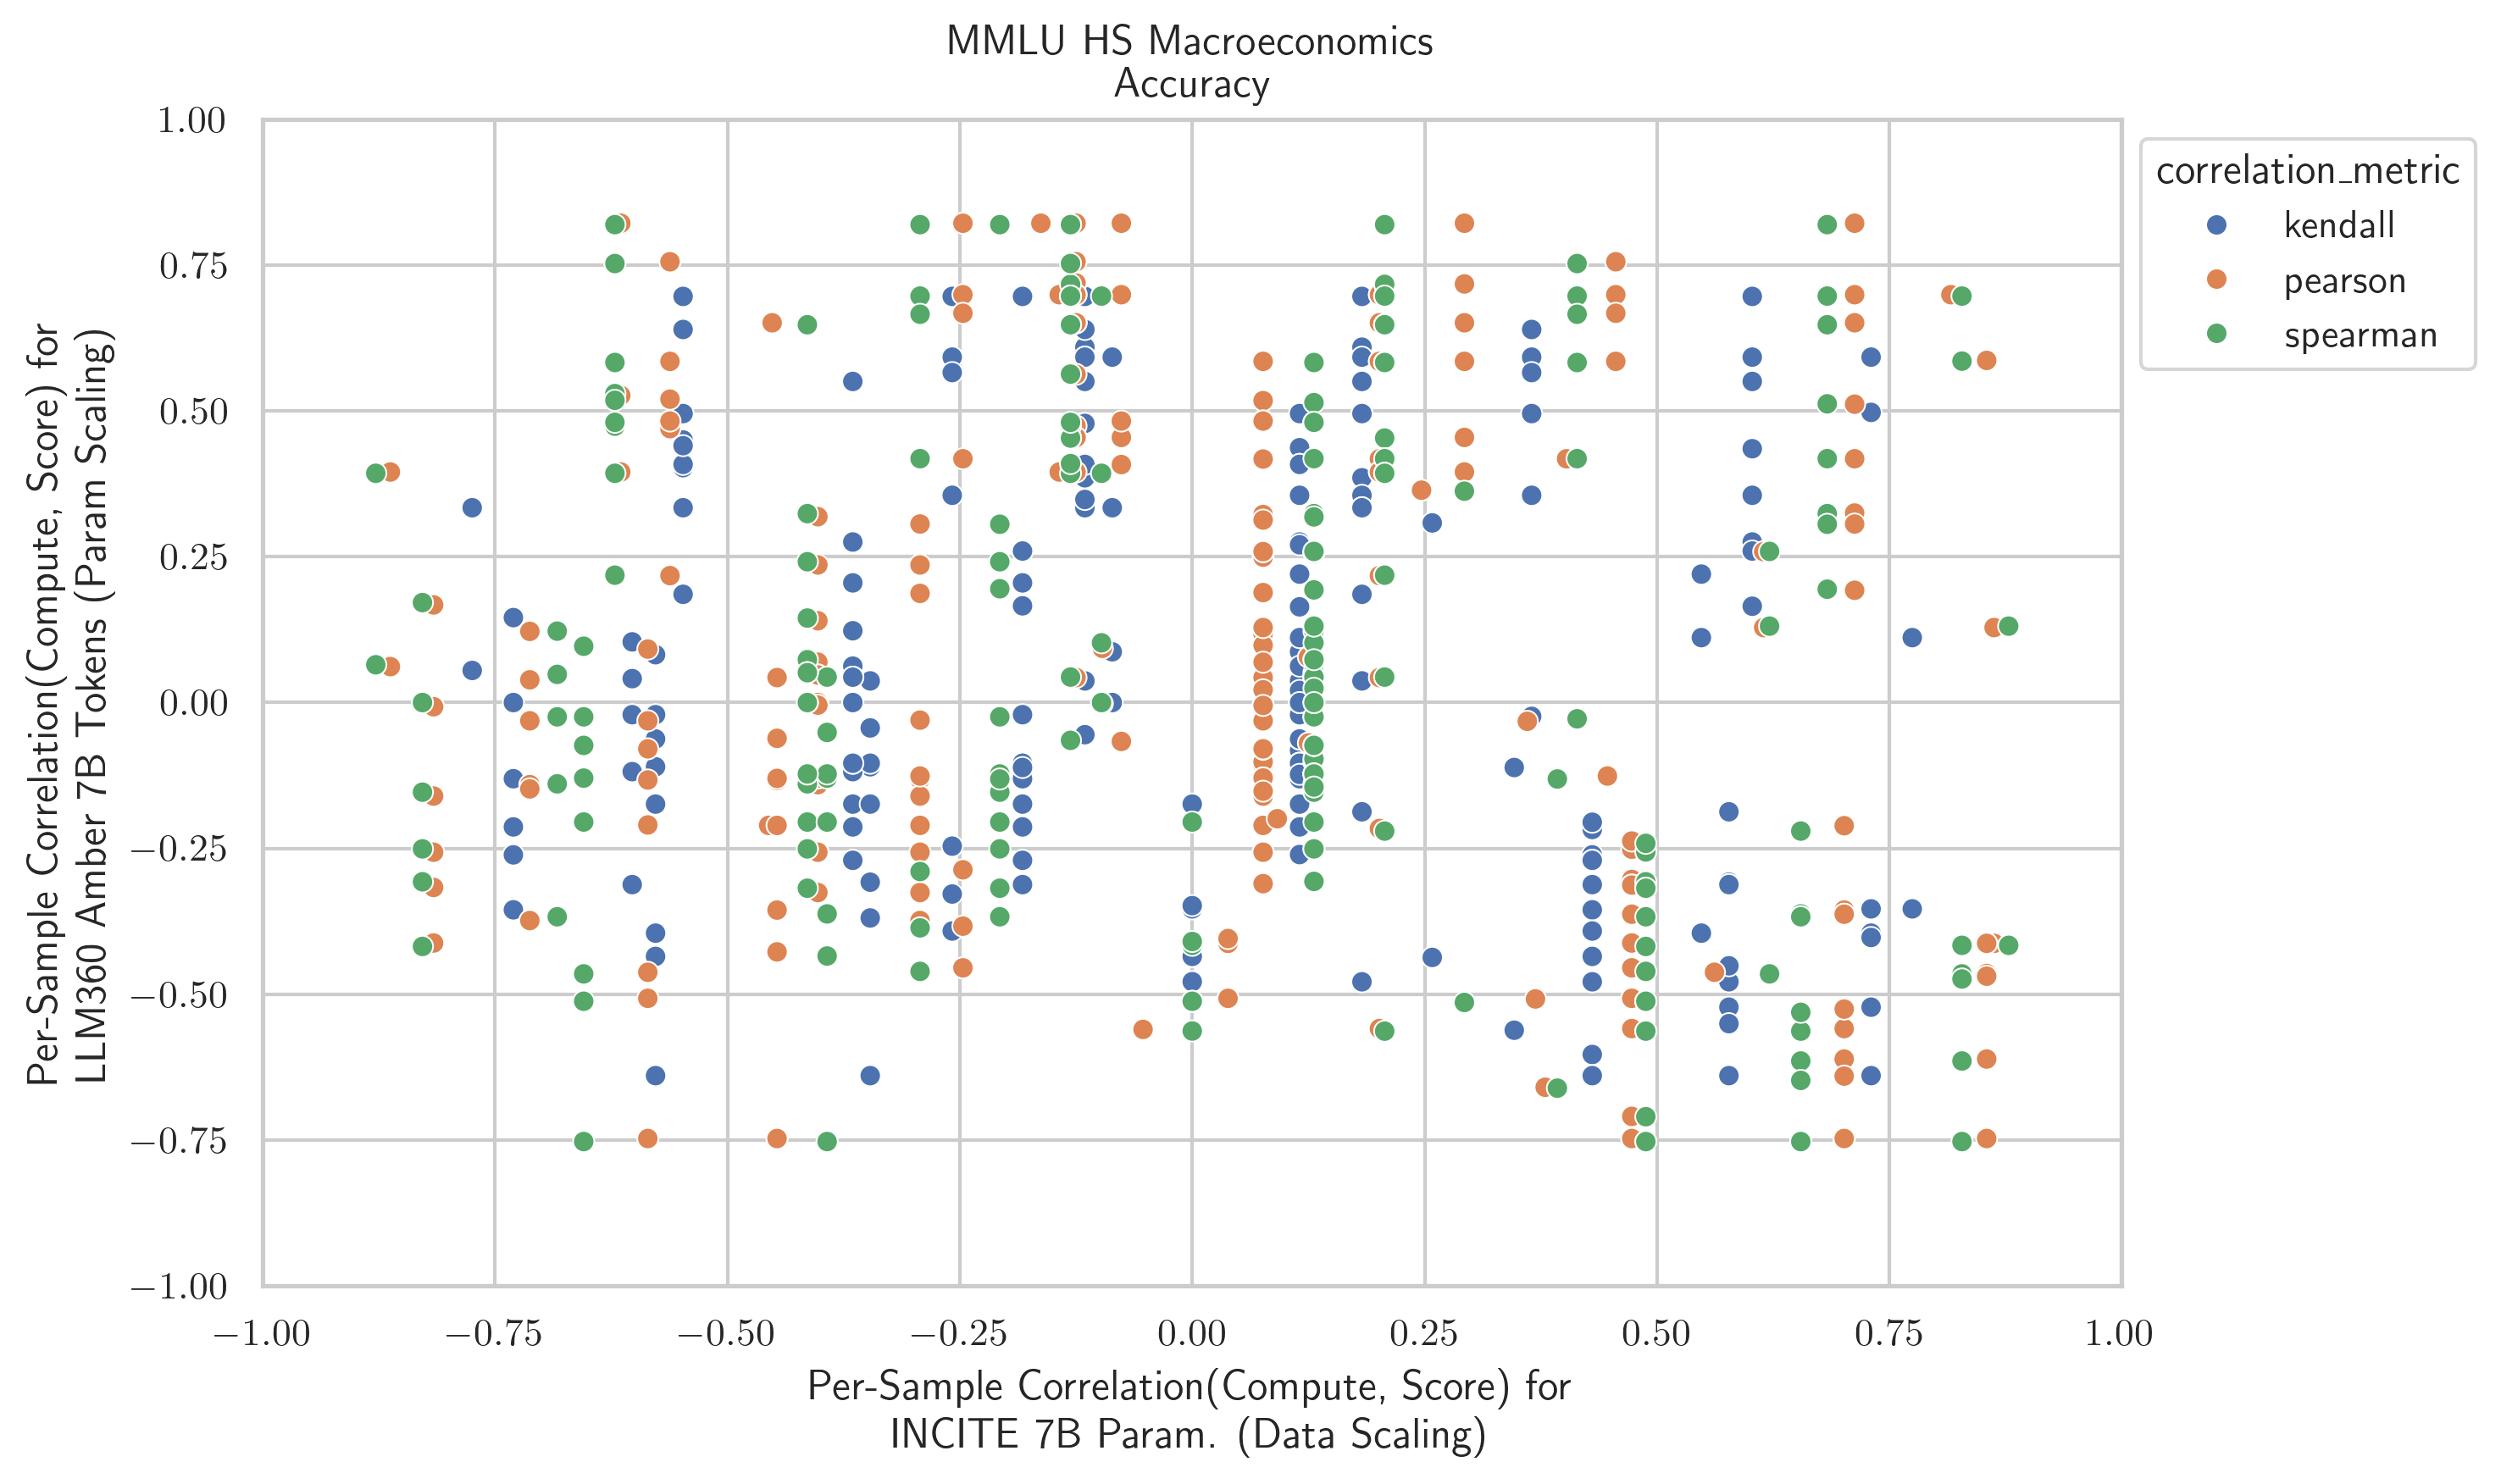 MMLU HS Macroeconomics
Accuracy
Per-Sample Correlation(Compute, Score) for
LLM360 Amber 7B Tokens (Param Scaling)
1.00
0.75
0.50
0.25
0.00
−0.25
−0.50
−0.75
−1.00
−1.00 −0.75 −0.50 −0.25 0.00 0.25 0.50 0.75 1.00
Per-Sample Correlation(Compute, Score) for
INCITE 7B Param. (Data Scaling)
correlation_metric
kendall
pearson
spearman